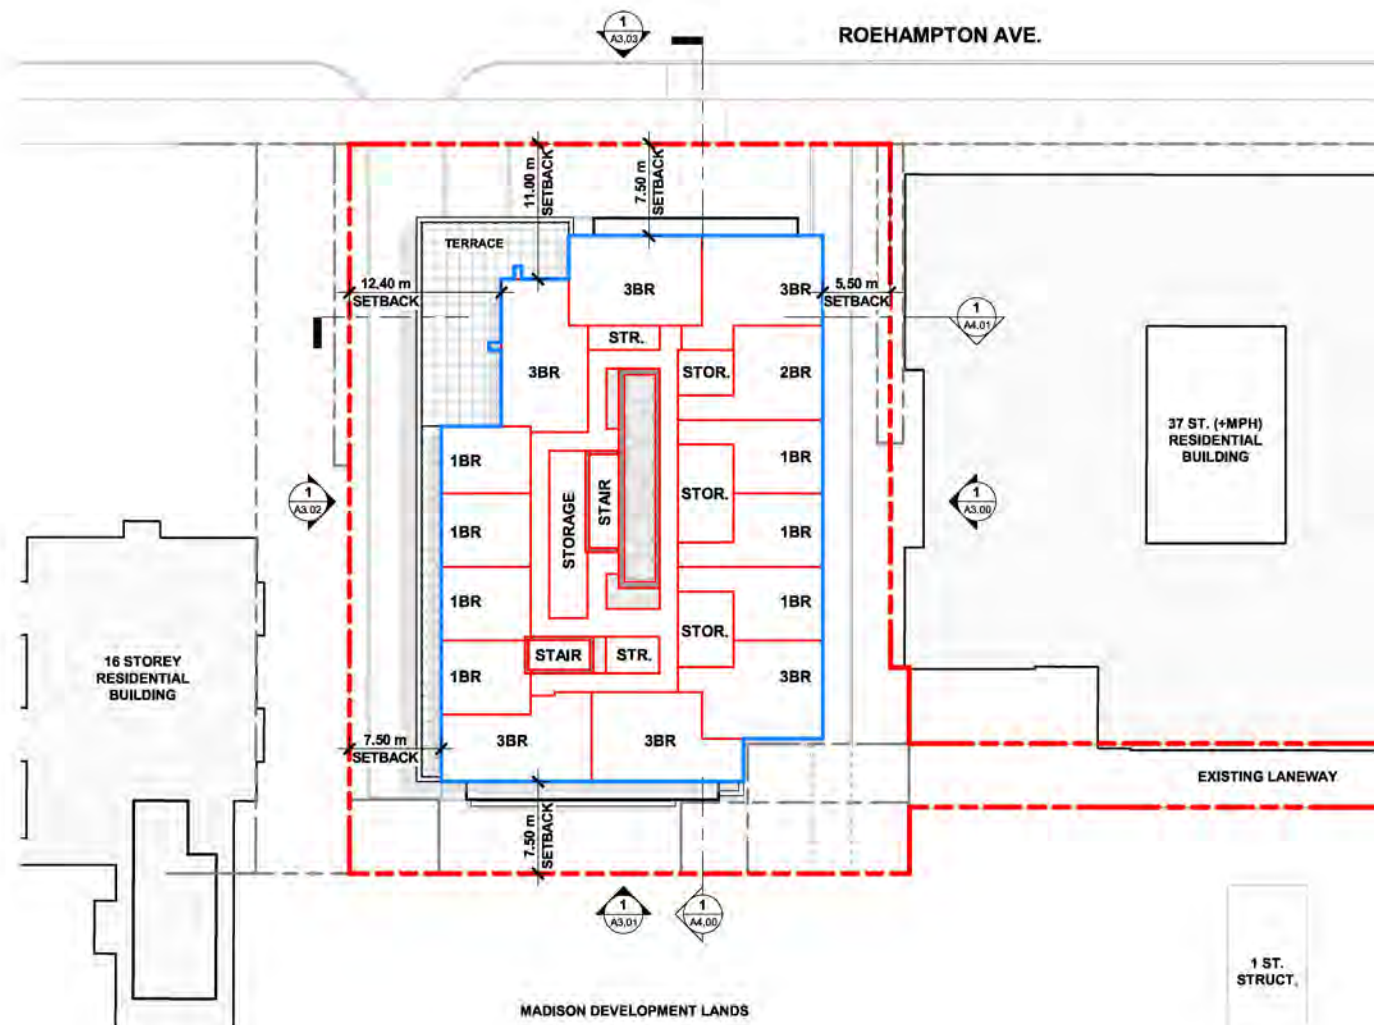 1
A3.03
ROEHAMPTON AVE.
11.00 m
SETBACK
7.50 m
SETBACK
TERRACE
12.40 m
SETBACK
3BR
3BR
5.50 m
SETBACK
1
A4.01
STR.
3BR
STOR.
2BR
37 ST. (+MPH)
RESIDENTIAL
BUILDING
1BR
1BR
1
A3.02
STORAGE
STAIR
STOR.
1
A3.00
1BR
1BR
1BR
1BR
STOR.
16 STOREY
RESIDENTIAL
BUILDING
1BR
STAIR
STR.
3BR
7.50 m
SETBACK
3BR
3BR
EXISTING LANEWAY
7.50 m
SETBACK
1
A3.01
1
A4.00
1 ST.
STRUCT.
MADISON DEVELOPMENT LANDS